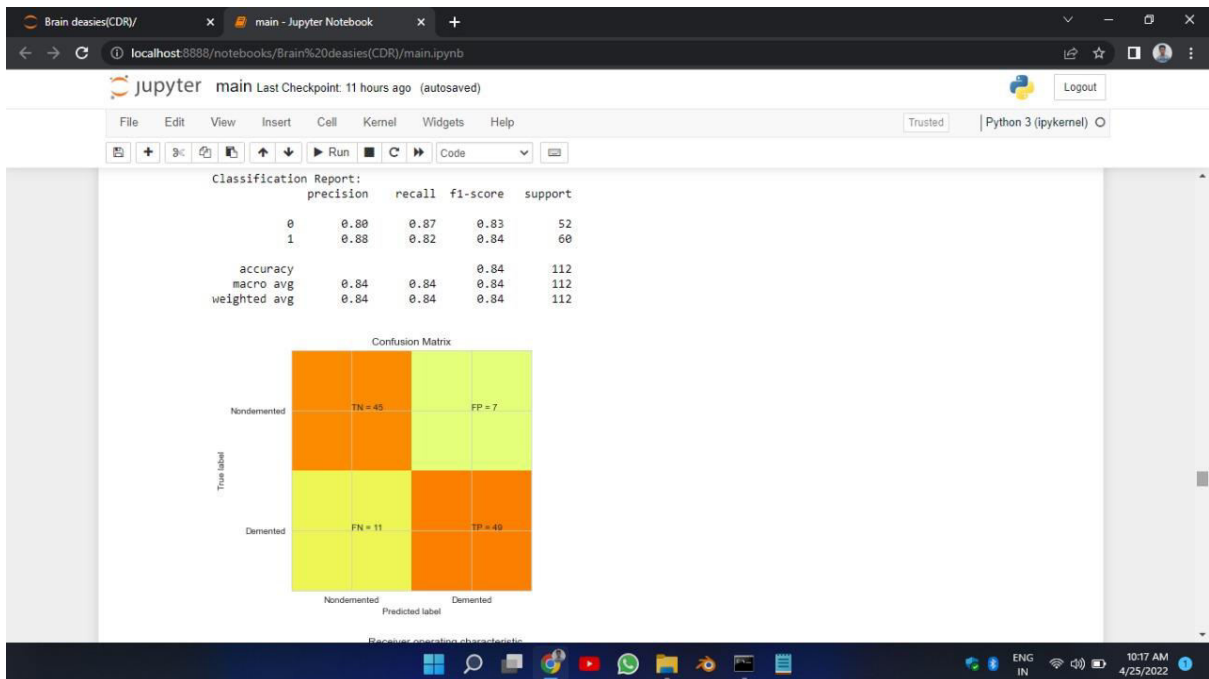 Brain deasies(CDR)/
main - Jupyter Notebook
localhost:8888/notebooks/Brain%20deasies(CDR)/main.ipynb
jupyter main Last Checkpoint: 11 hours ago (autosaved)
Logout
File Edit View Insert Cell Kernel Widgets Help
Trusted
Python 3 (ipykernel)
Run
Code
Classification Report:
precision recall f1-score support
0 0.80 0.87 0.83 52
1 0.88 0.82 0.84 60
accuracy 0.84 112
macro avg 0.84 0.84 0.84 112
weighted avg 0.84 0.84 0.84 112
Confusion Matrix
Nondemented
TN = 45
FP = 7
True label
Demented
FN = 11
TP = 49
Nondemented Demented
Predicted label
Receiver operating characteristic
ENG
IN
10:17 AM
4/25/2022
1